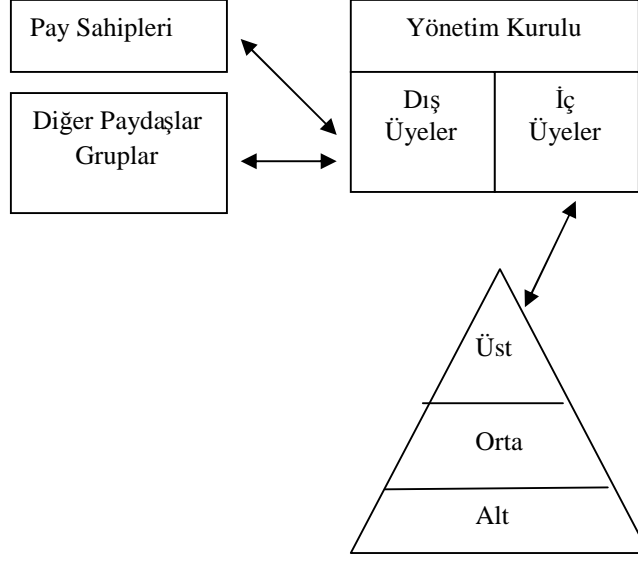 Pay Sahipleri
Diğer Paydaşlar
Gruplar
Yönetim Kurulu
Dış
Üyeler
İç
Üyeler
Üst
Orta
Alt